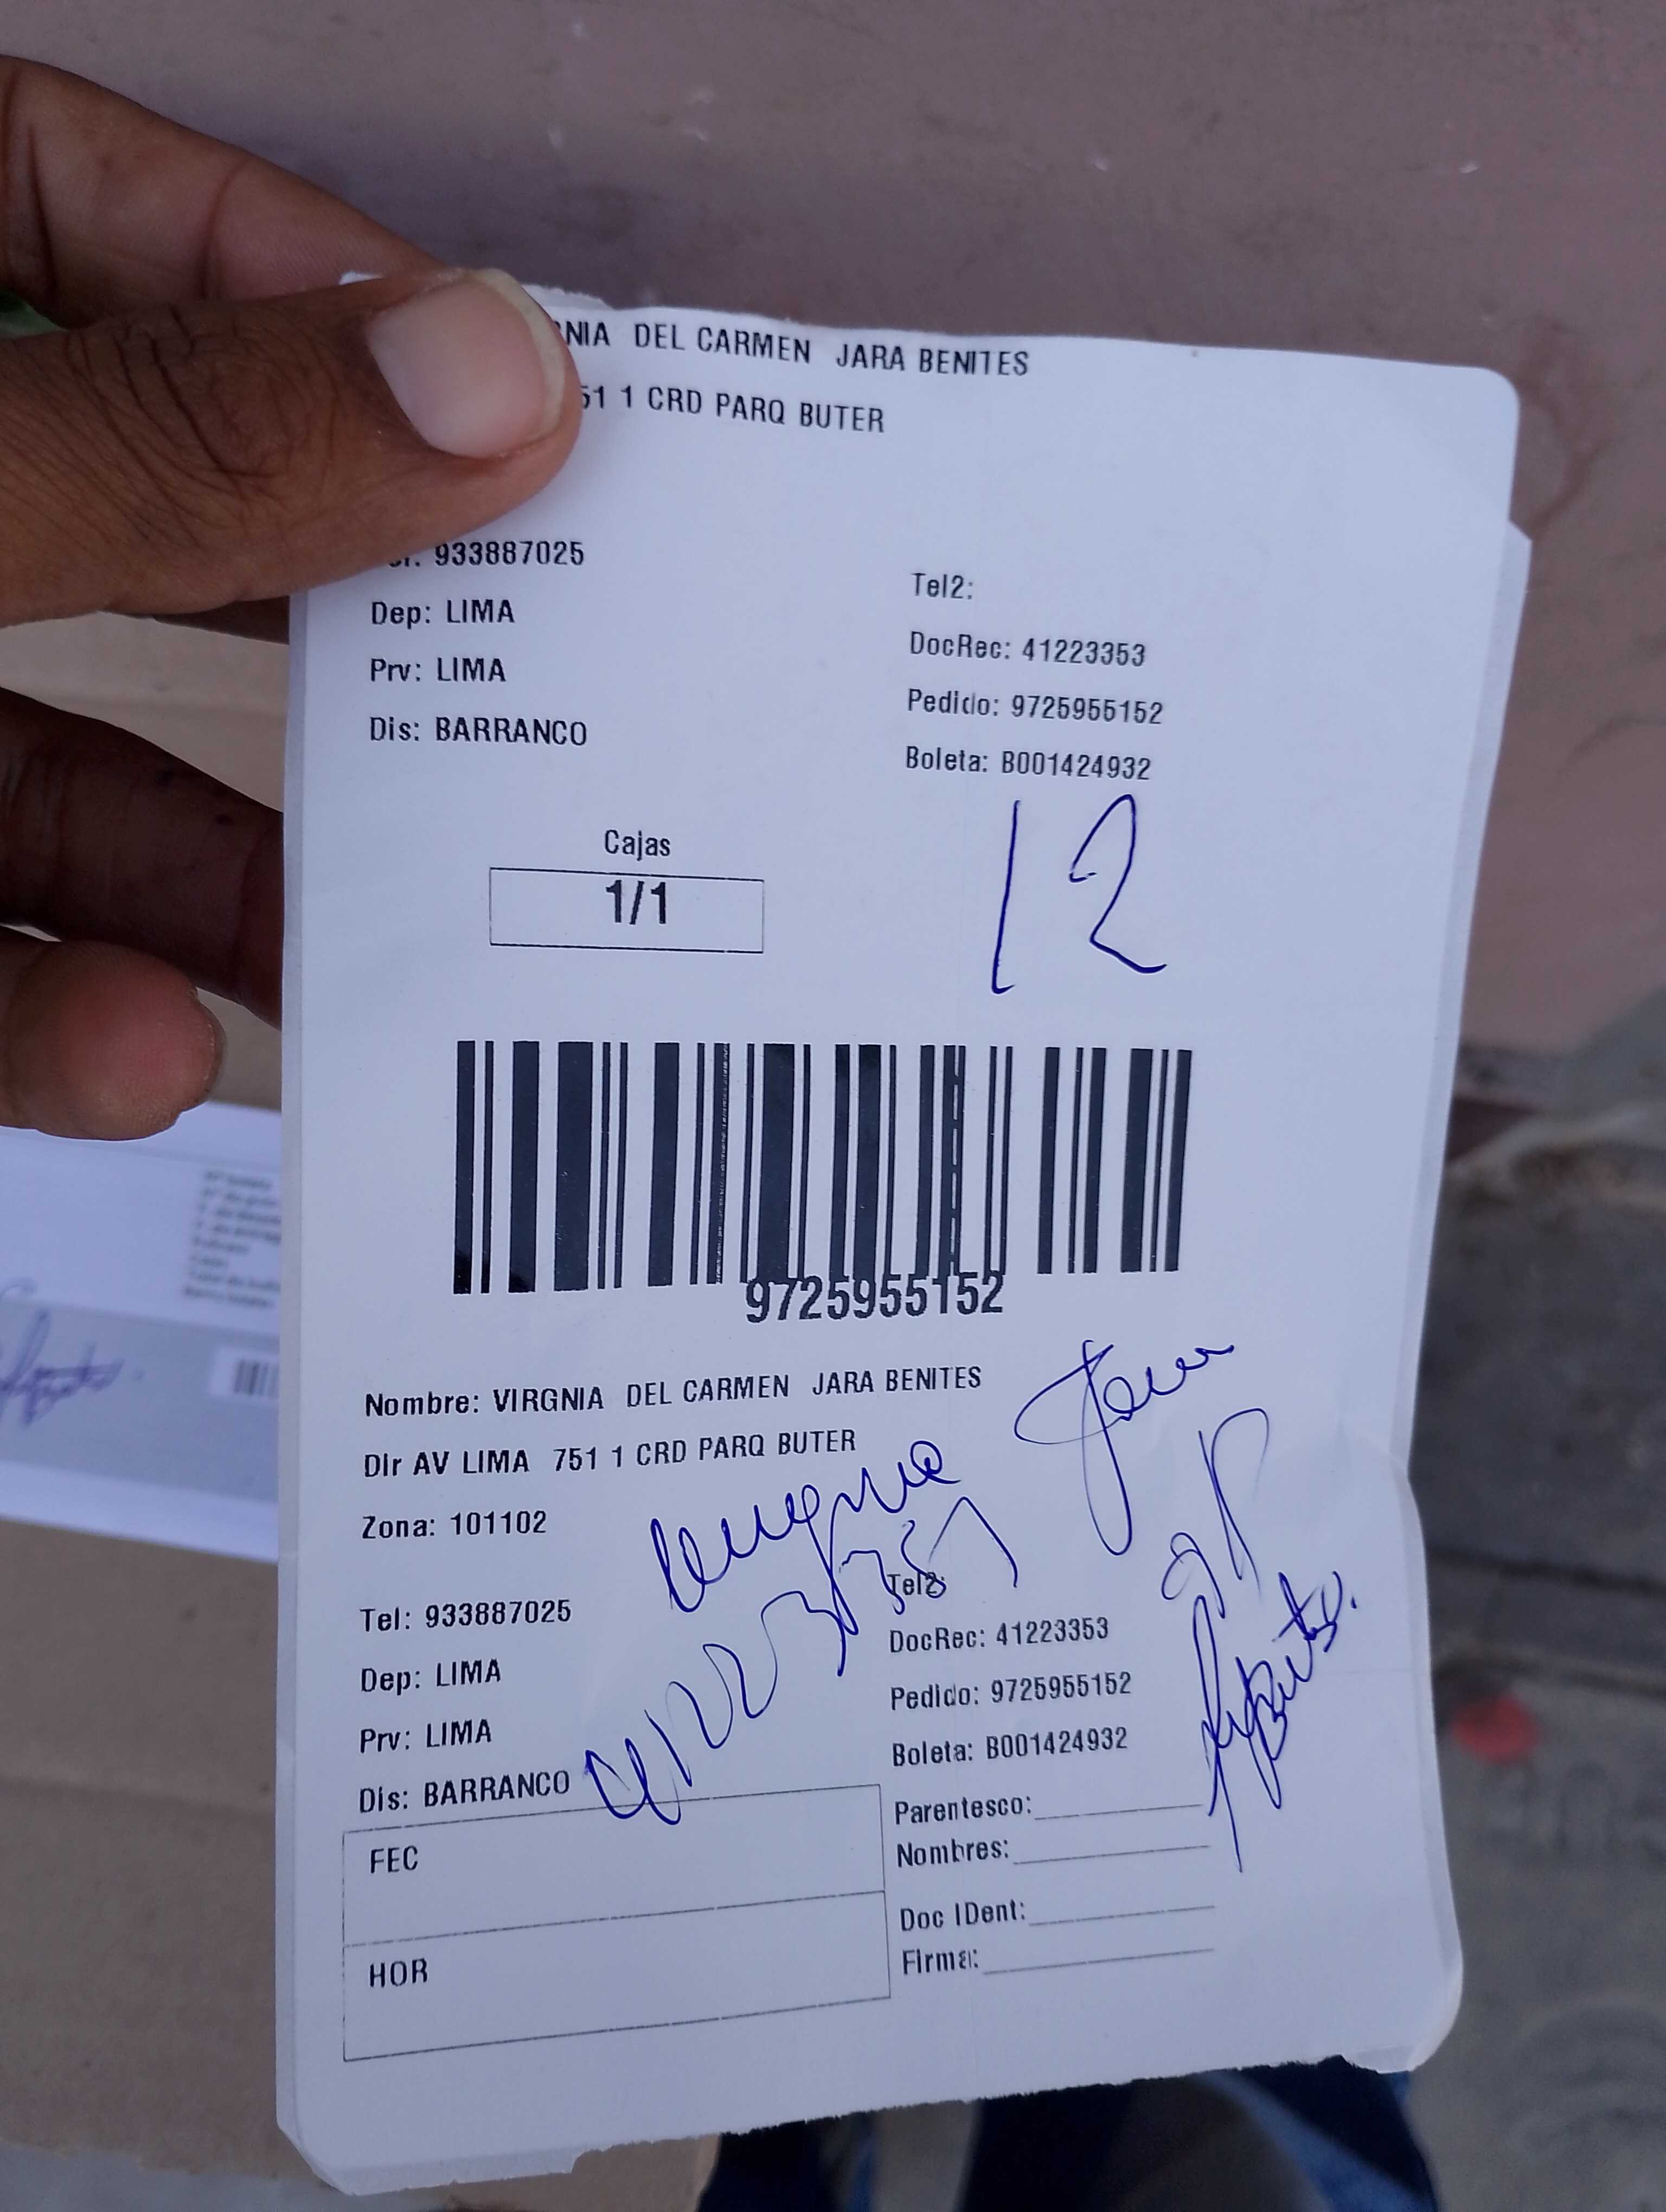 NIA DEL CARMEN JARA BENITES
51 1 CRD PARQ BUTER
933887025
Tel2:
Dep: LIMA
DocRec: 41223353
Prv: LIMA
Pedido: 9725955152
Dis: BARRANCO
Boleta: B001424932
Cajas
1/1
12
9725955152
Nombre: VIRGNIA DEL CARMEN JARA BENITES
Dir AV LIMA 751 1 CRD PARQ BUTER
Zona: 101102
Tel: 933887025
Tel2:
Dep: LIMA
DocRec: 41223353
Prv: LIMA
Pedido: 9725955152
Dis: BARRANCO
Boleta: B001424932
Parentesco:
FEC
Nombres:
Doc IDent:
HOR
Firma: